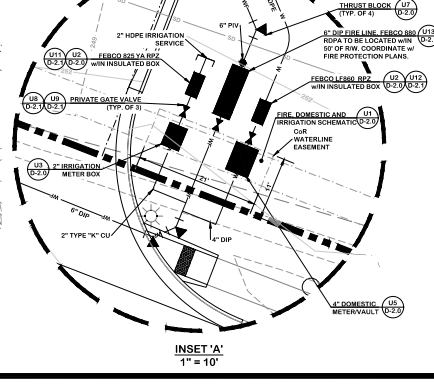 THRUST BLOCK
(TYP. OF 4)
U7
D-2.0
6" PIV
2" HDPE IRRIGATION
SERVICE
6" DIP FIRE LINE, FEBCO 880
RDPA TO BE LOCATED w/IN
50' OF R/W. COORDINATE w/
FIRE PROTECTION PLANS.
U13
D-2.
U11
D-2.1
U2
D-2.0
FEBCO 825 YA RPZ
w/IN INSULATED BOX
FEBCO LF860 RPZ
w/IN INSULATED BOX
U2
D-2.0
U12
D-2.1
U8
D-2.1
U9
D-2.1
PRIVATE GATE VALVE
(TYP. OF 3)
FIRE, DOMESTIC AND
IRRIGATION SCHEMATIC
U1
D-2.0
CoR
WATERLINE
EASEMENT
U3
D-2.0
2" IRRIGATION
METER BOX
21'
6" DIP
2" TYPE "K" CU
4" DIP
4" DOMESTIC
METER/VAULT
U5
D-2.0
INSET 'A'
1" = 10'